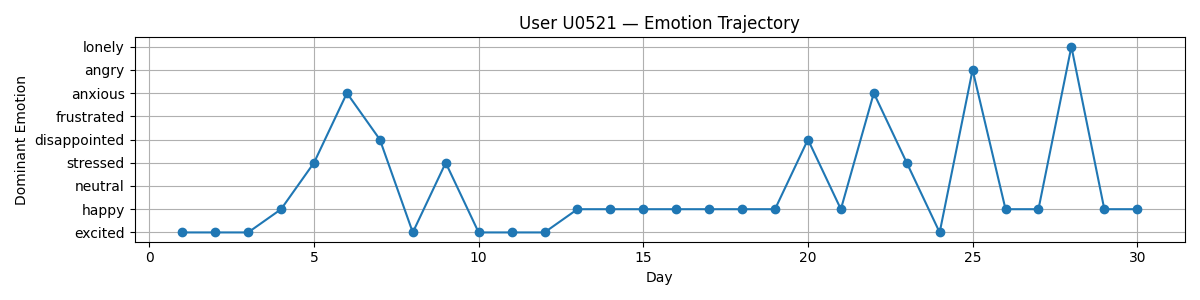 User U0521 — Emotion Trajectory
Dominant Emotion
lonely
angry
anxious
frustrated
disappointed
stressed
neutral
happy
excited
0 5 10 15 20 25 30
Day